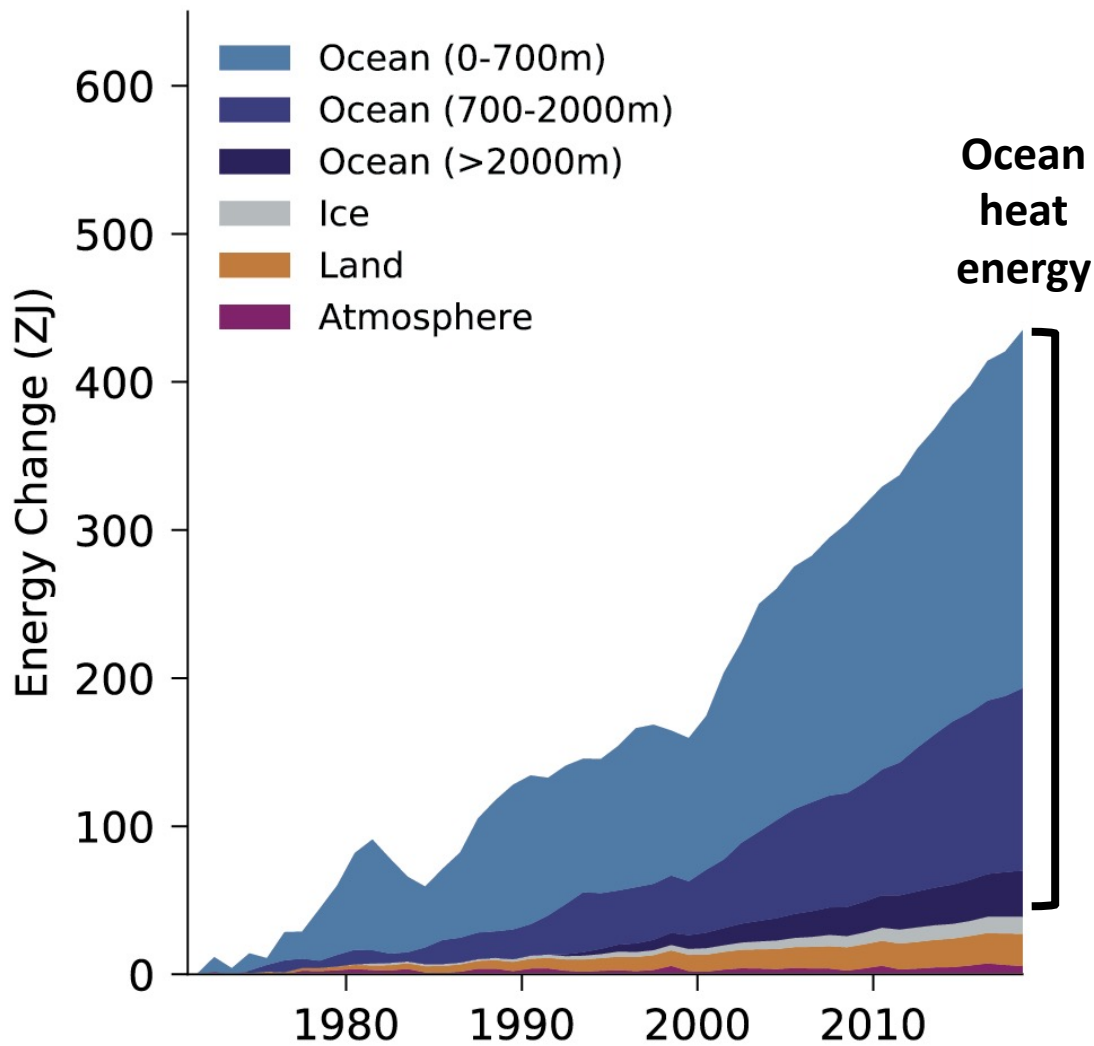 Ocean (0-700m)
Ocean (700-2000m)
Ocean (>2000m)
Ice
Land
Atmosphere
Ocean
heat
energy
Energy Change (ZJ)
600
500
400
300
200
100
0
1980
1990
2000
2010